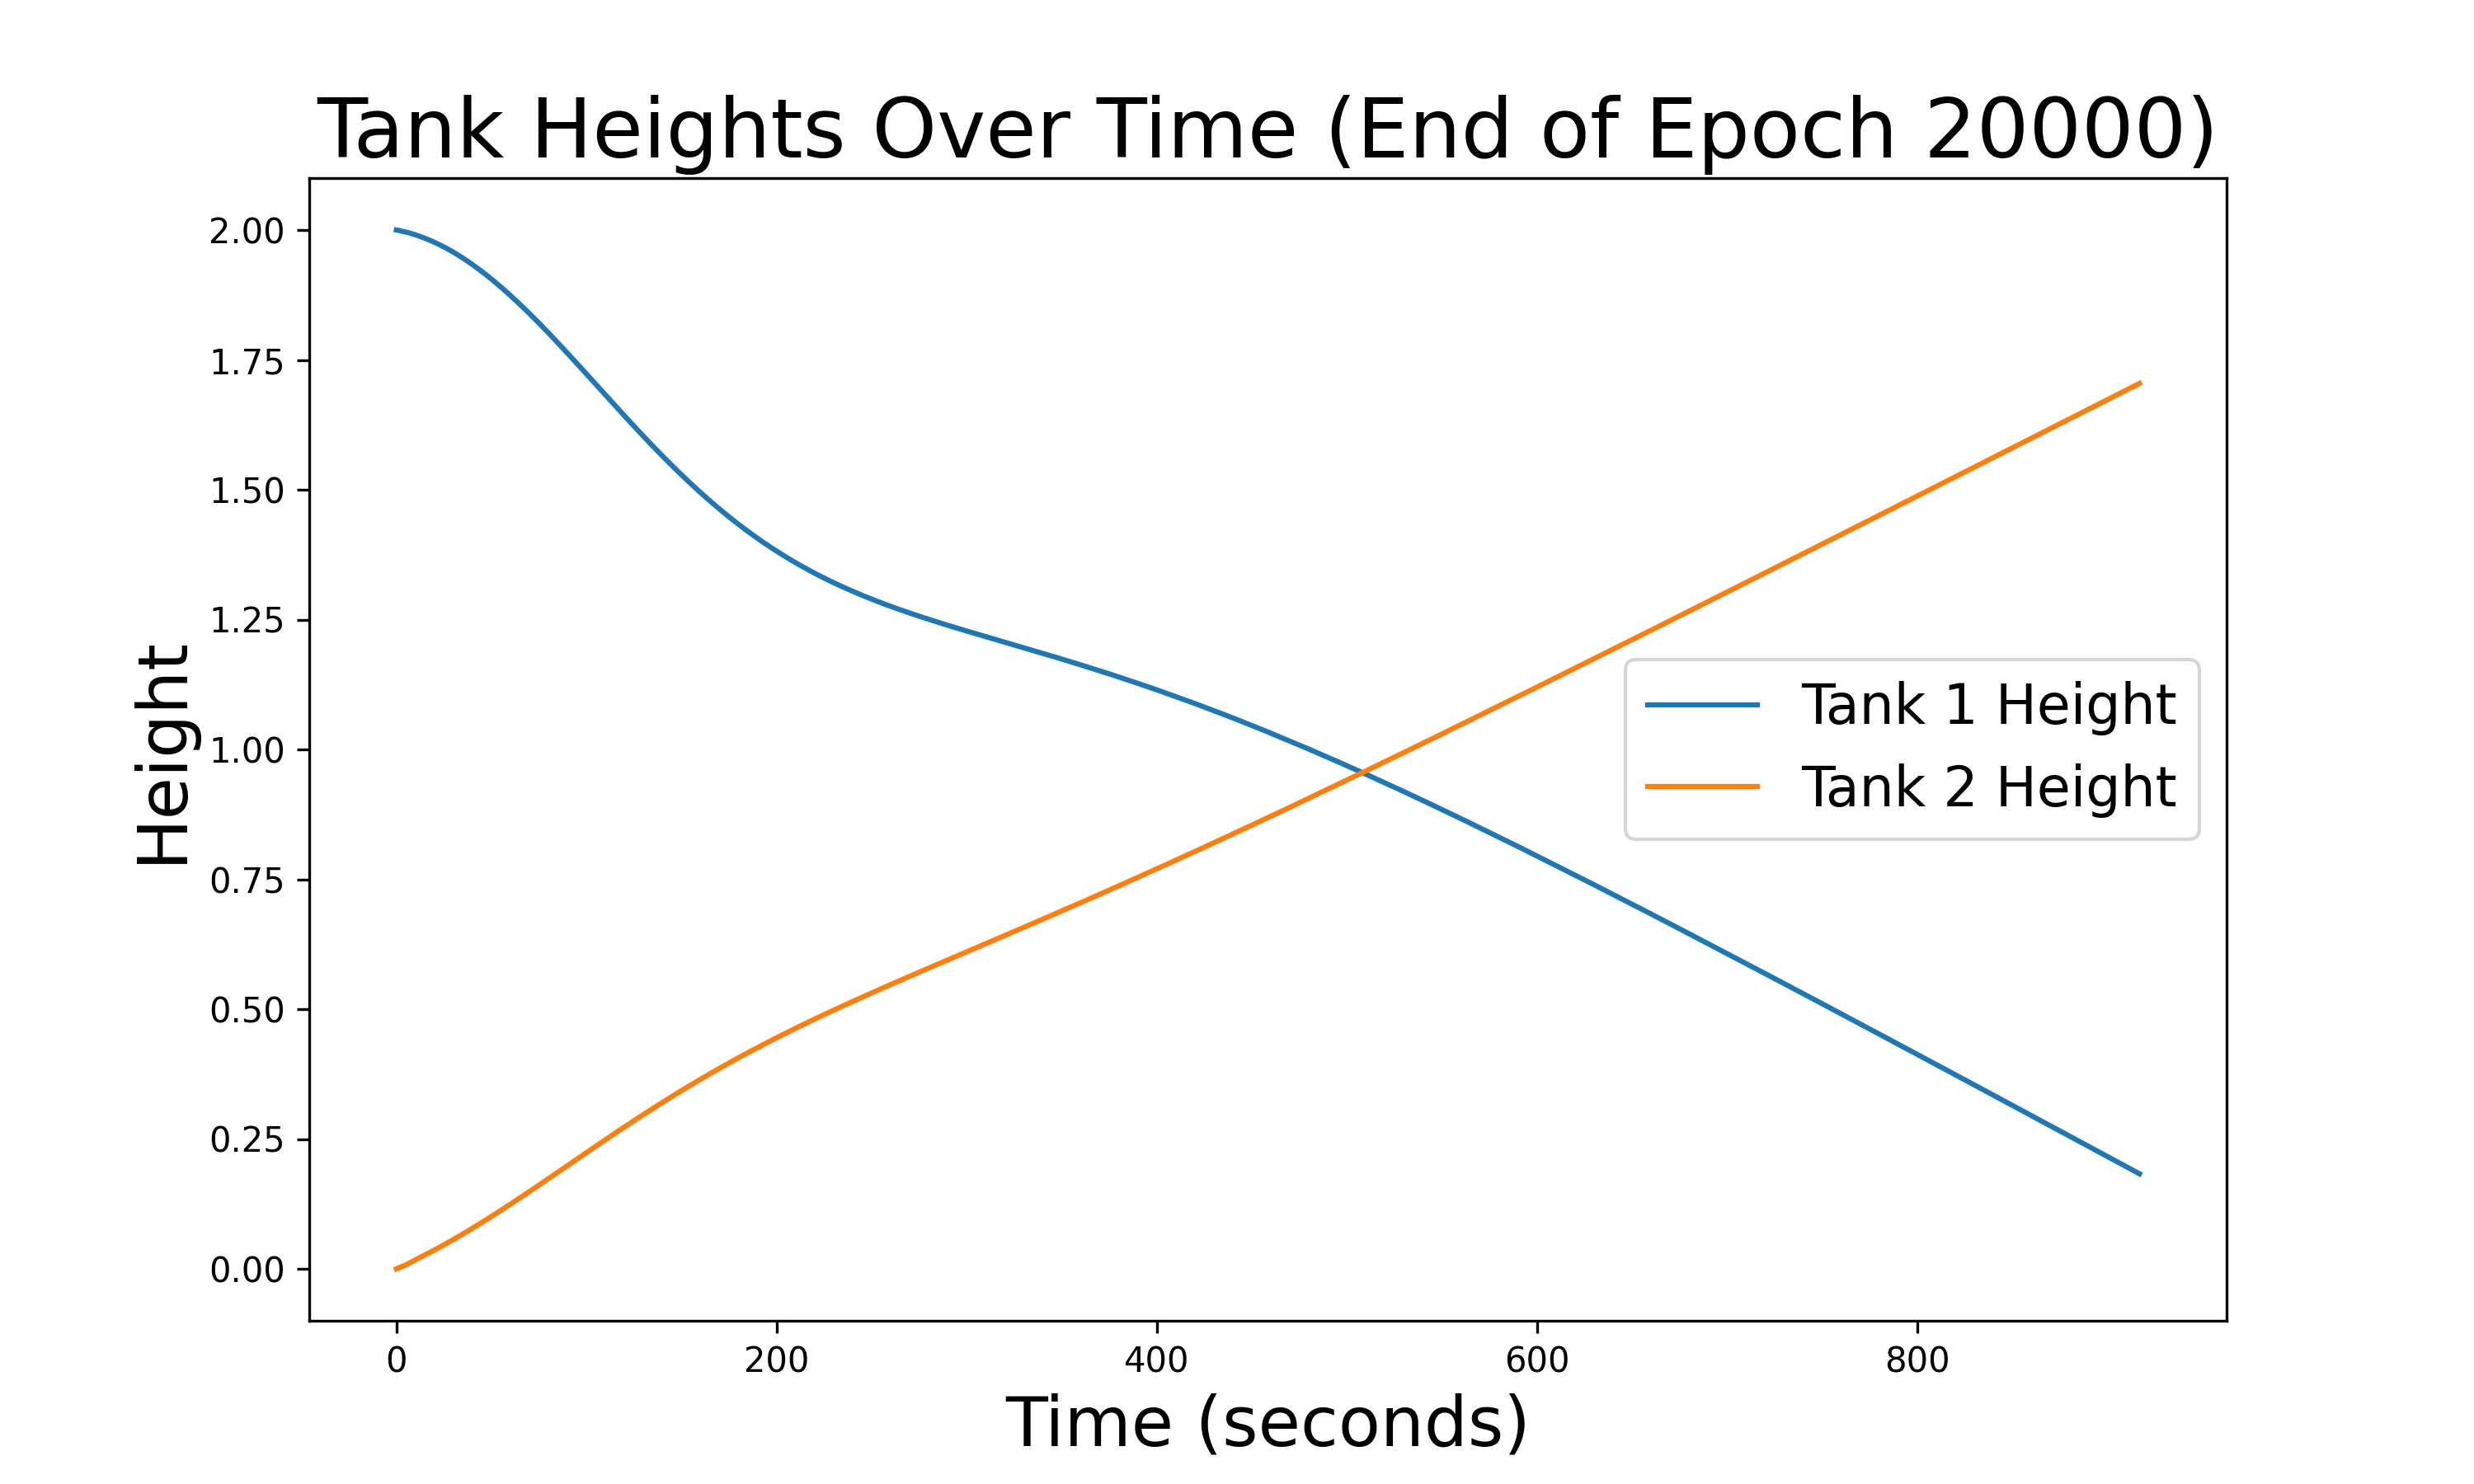 Tank Heights Over Time (End of Epoch 20000)
Height
2.00
1.75
1.50
1.25
1.00
0.75
0.50
0.25
0.00
Tank 1 Height
Tank 2 Height
0 200 400 600 800
Time (seconds)